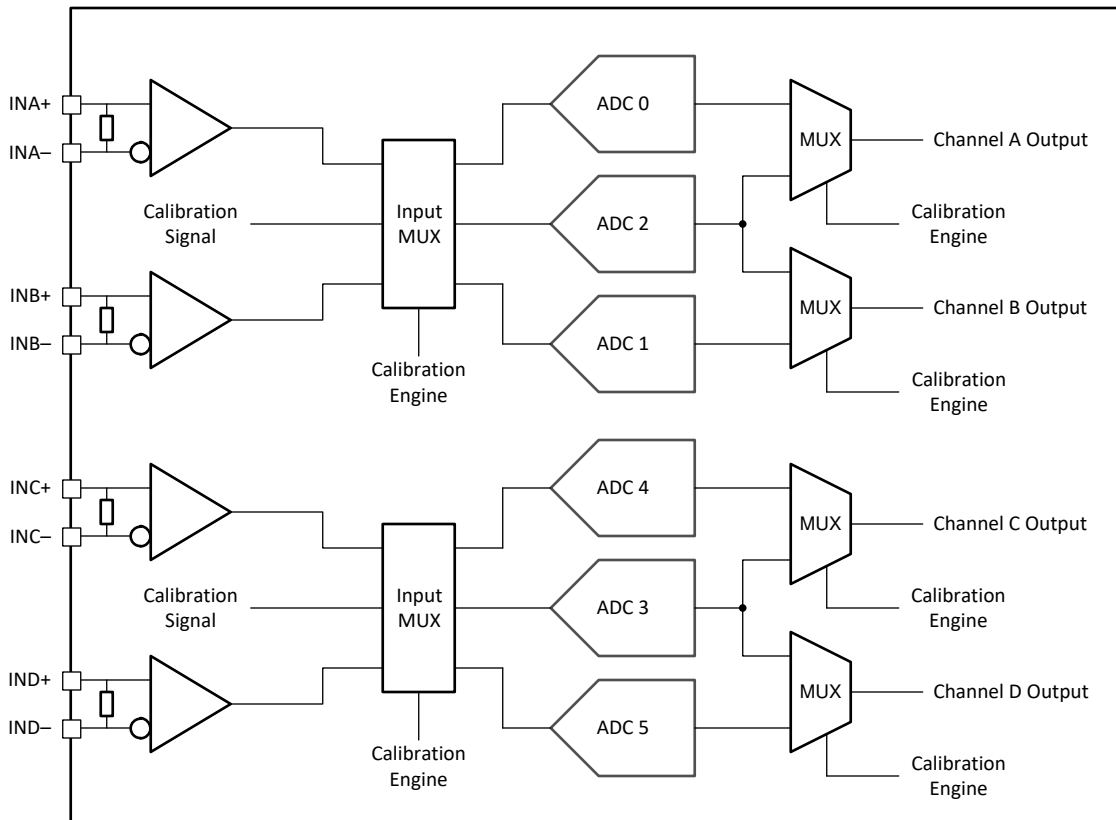 INA+
INA–
ADC 0
MUX
Channel A Output
Calibration
Signal
Input
MUX
ADC 2
Calibration
Engine
INB+
INB–
ADC 1
MUX
Channel B Output
Calibration
Engine
Calibration
Engine
INC+
INC–
ADC 4
MUX
Channel C Output
Calibration
Signal
Input
MUX
ADC 3
Calibration
Engine
IND+
IND–
ADC 5
MUX
Channel D Output
Calibration
Engine
Calibration
Engine